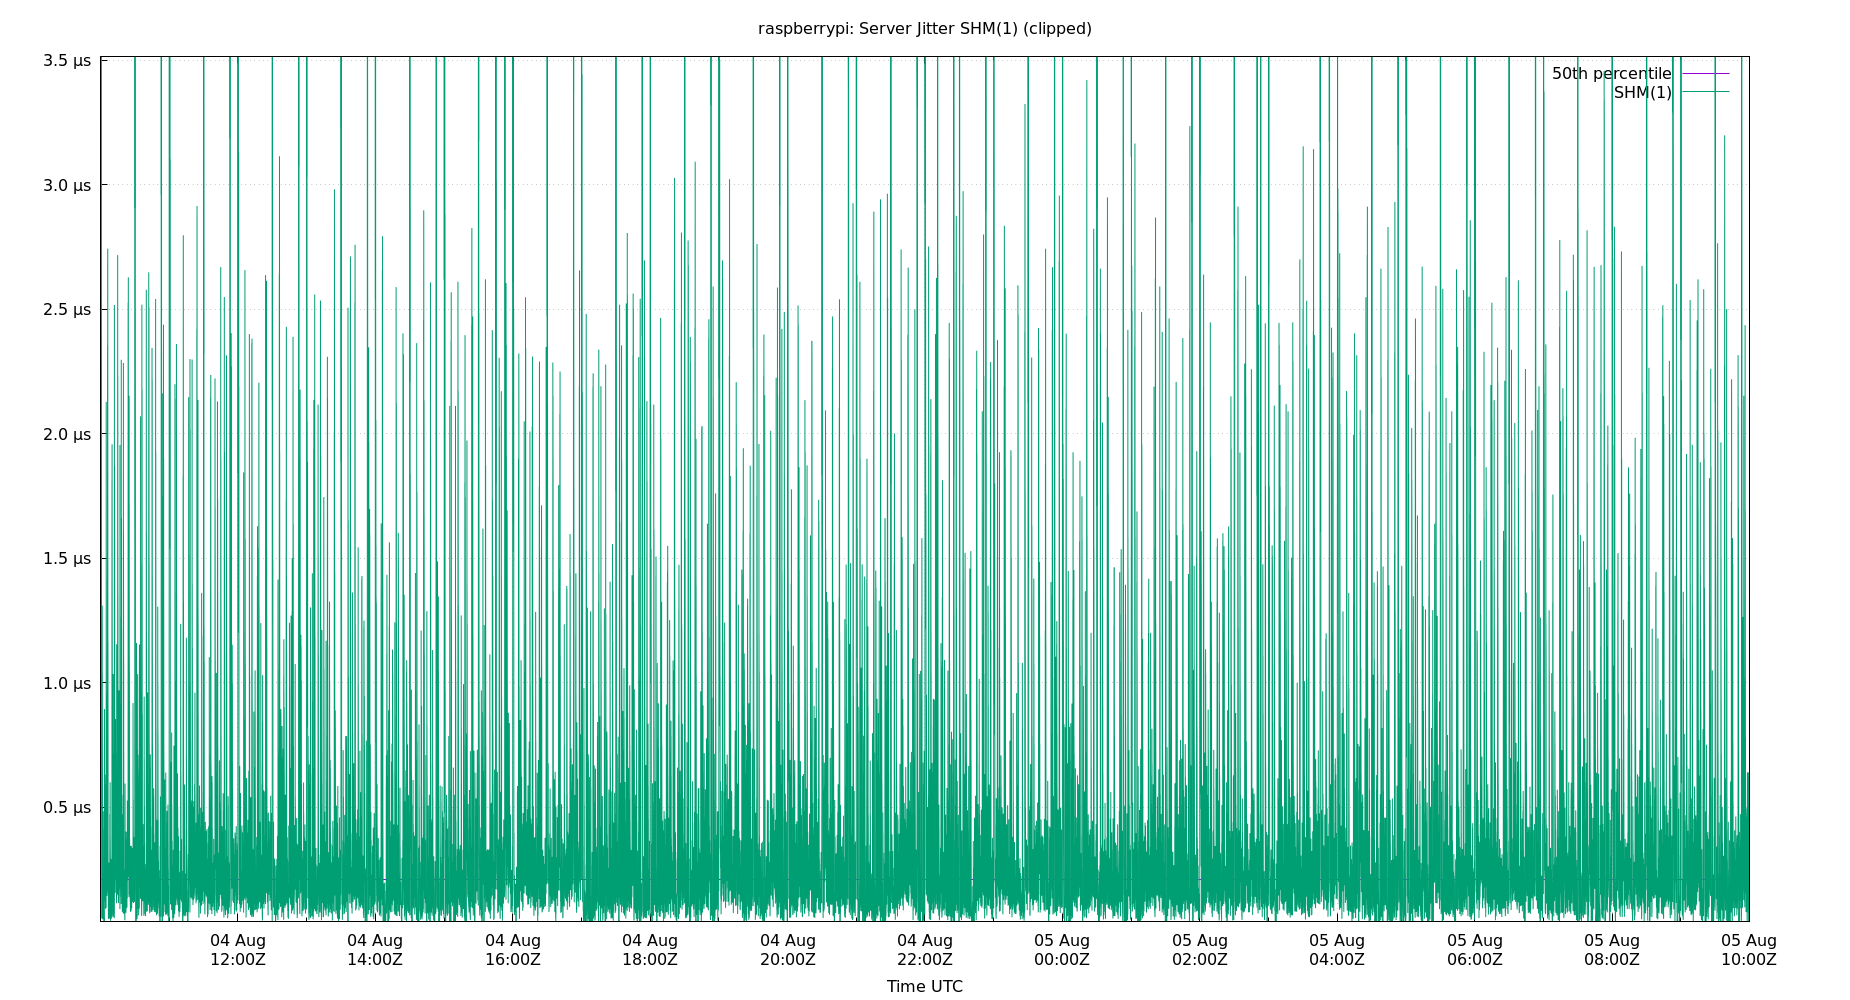 raspberrypi: Server Jitter SHM(1) (clipped)
3.5 µs
3.0 µs
2.5 µs
2.0 µs
1.5 µs
1.0 µs
0.5 µs
50th percentile
SHM(1)
04 Aug 04 Aug 04 Aug 04 Aug 04 Aug 04 Aug 05 Aug 05 Aug 05 Aug 05 Aug 05 Aug 05 Aug
12:00Z 14:00Z 16:00Z 18:00Z 20:00Z 22:00Z 00:00Z 02:00Z 04:00Z 06:00Z 08:00Z 10:00Z
Time UTC